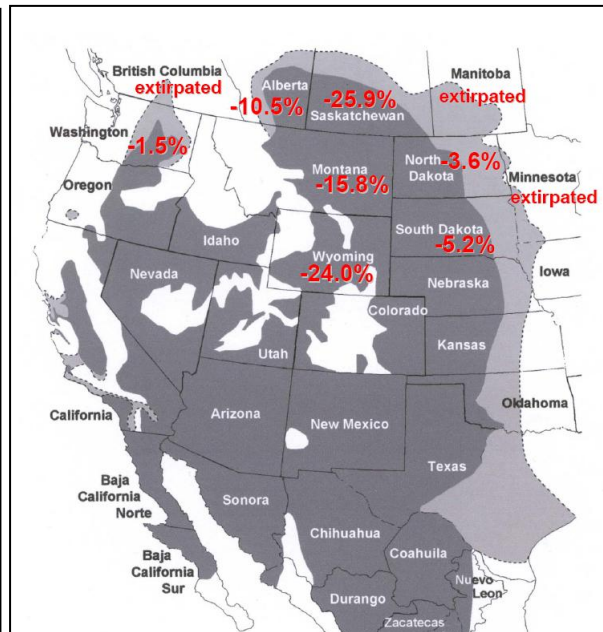 British Columbia
extirpated
Alberta
-10.5%
-25.9%
Saskatchewan
Manitoba
extirpated
Washington
-1.5%
Montana
-15.8%
North
Dakota
-3.6%
Minnesota
extirpated
Oregon
Idaho
Wyoming
-24.0%
South Dakota
-5.2%
Iowa
Nevada
Nebraska
Utah
Colorado
Kansas
California
Arizona
New Mexico
Oklahoma
Texas
Baja
California
Norte
Sonora
Chihuahua
Coahuila
Baja
California
Sur
Durango
Nuevo
Leon
Zacatecas